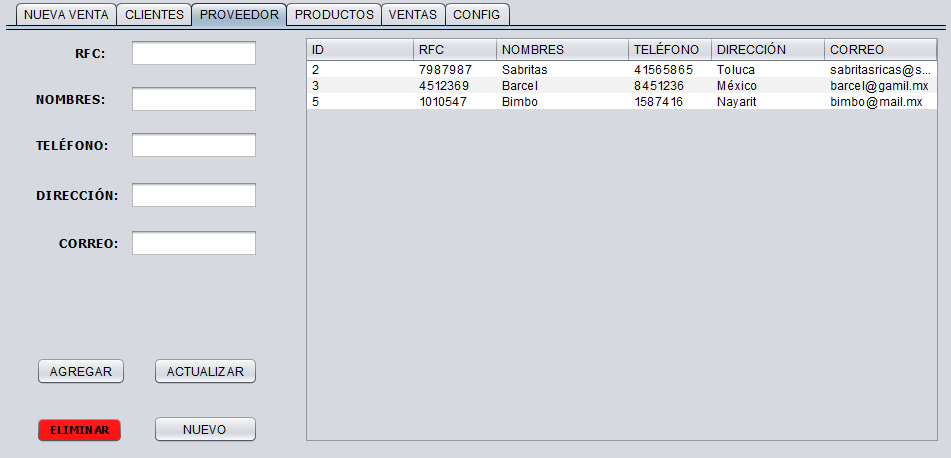 NUEVA VENTA CLIENTES PROVEEDOR PRODUCTOS VENTAS CONFIG
RFC:
NOMBRES:
TELÉFONO:
DIRECCIÓN:
CORREO:
AGREGAR ACTUALIZAR
ELIMINAR NUEVO
ID RFC NOMBRES TELÉFONO DIRECCIÓN CORREO
2 7987987 Sabritas 41565865 Toluca sabritasricas@s...
3 4512369 Barcel 8451236 México barcel@gamil.mx
5 1010547 Bimbo 1587416 Nayarit bimbo@mail.mx